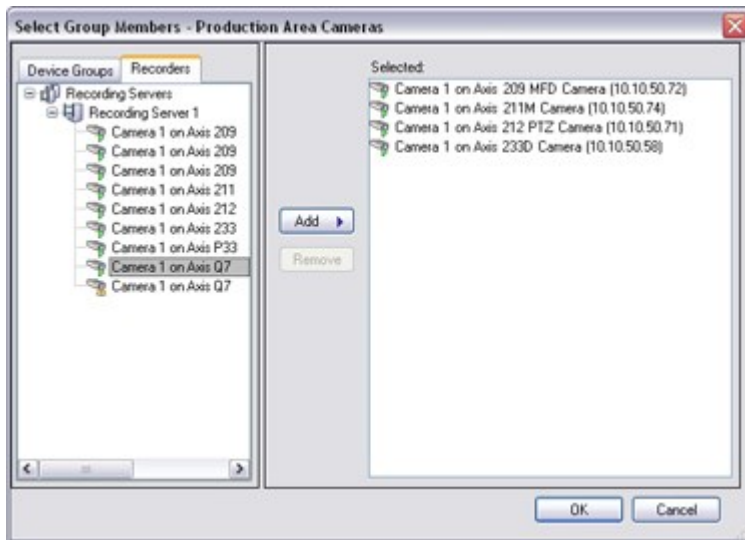 Select Group Members - Production Area Cameras
Device Groups
Recorders
Recording Servers
Recording Server 1
Camera 1 on Axis 209
Camera 1 on Axis 209
Camera 1 on Axis 209
Camera 1 on Axis 211
Camera 1 on Axis 212
Camera 1 on Axis 233
Camera 1 on Axis P33
Camera 1 on Axis Q7
Camera 1 on Axis Q7
Add
Remove
Selected:
Camera 1 on Axis 209 MFD Camera (10.10.50.72)
Camera 1 on Axis 211M Camera (10.10.50.74)
Camera 1 on Axis 212 PTZ Camera (10.10.50.71)
Camera 1 on Axis 233D Camera (10.10.50.58)
OK
Cancel